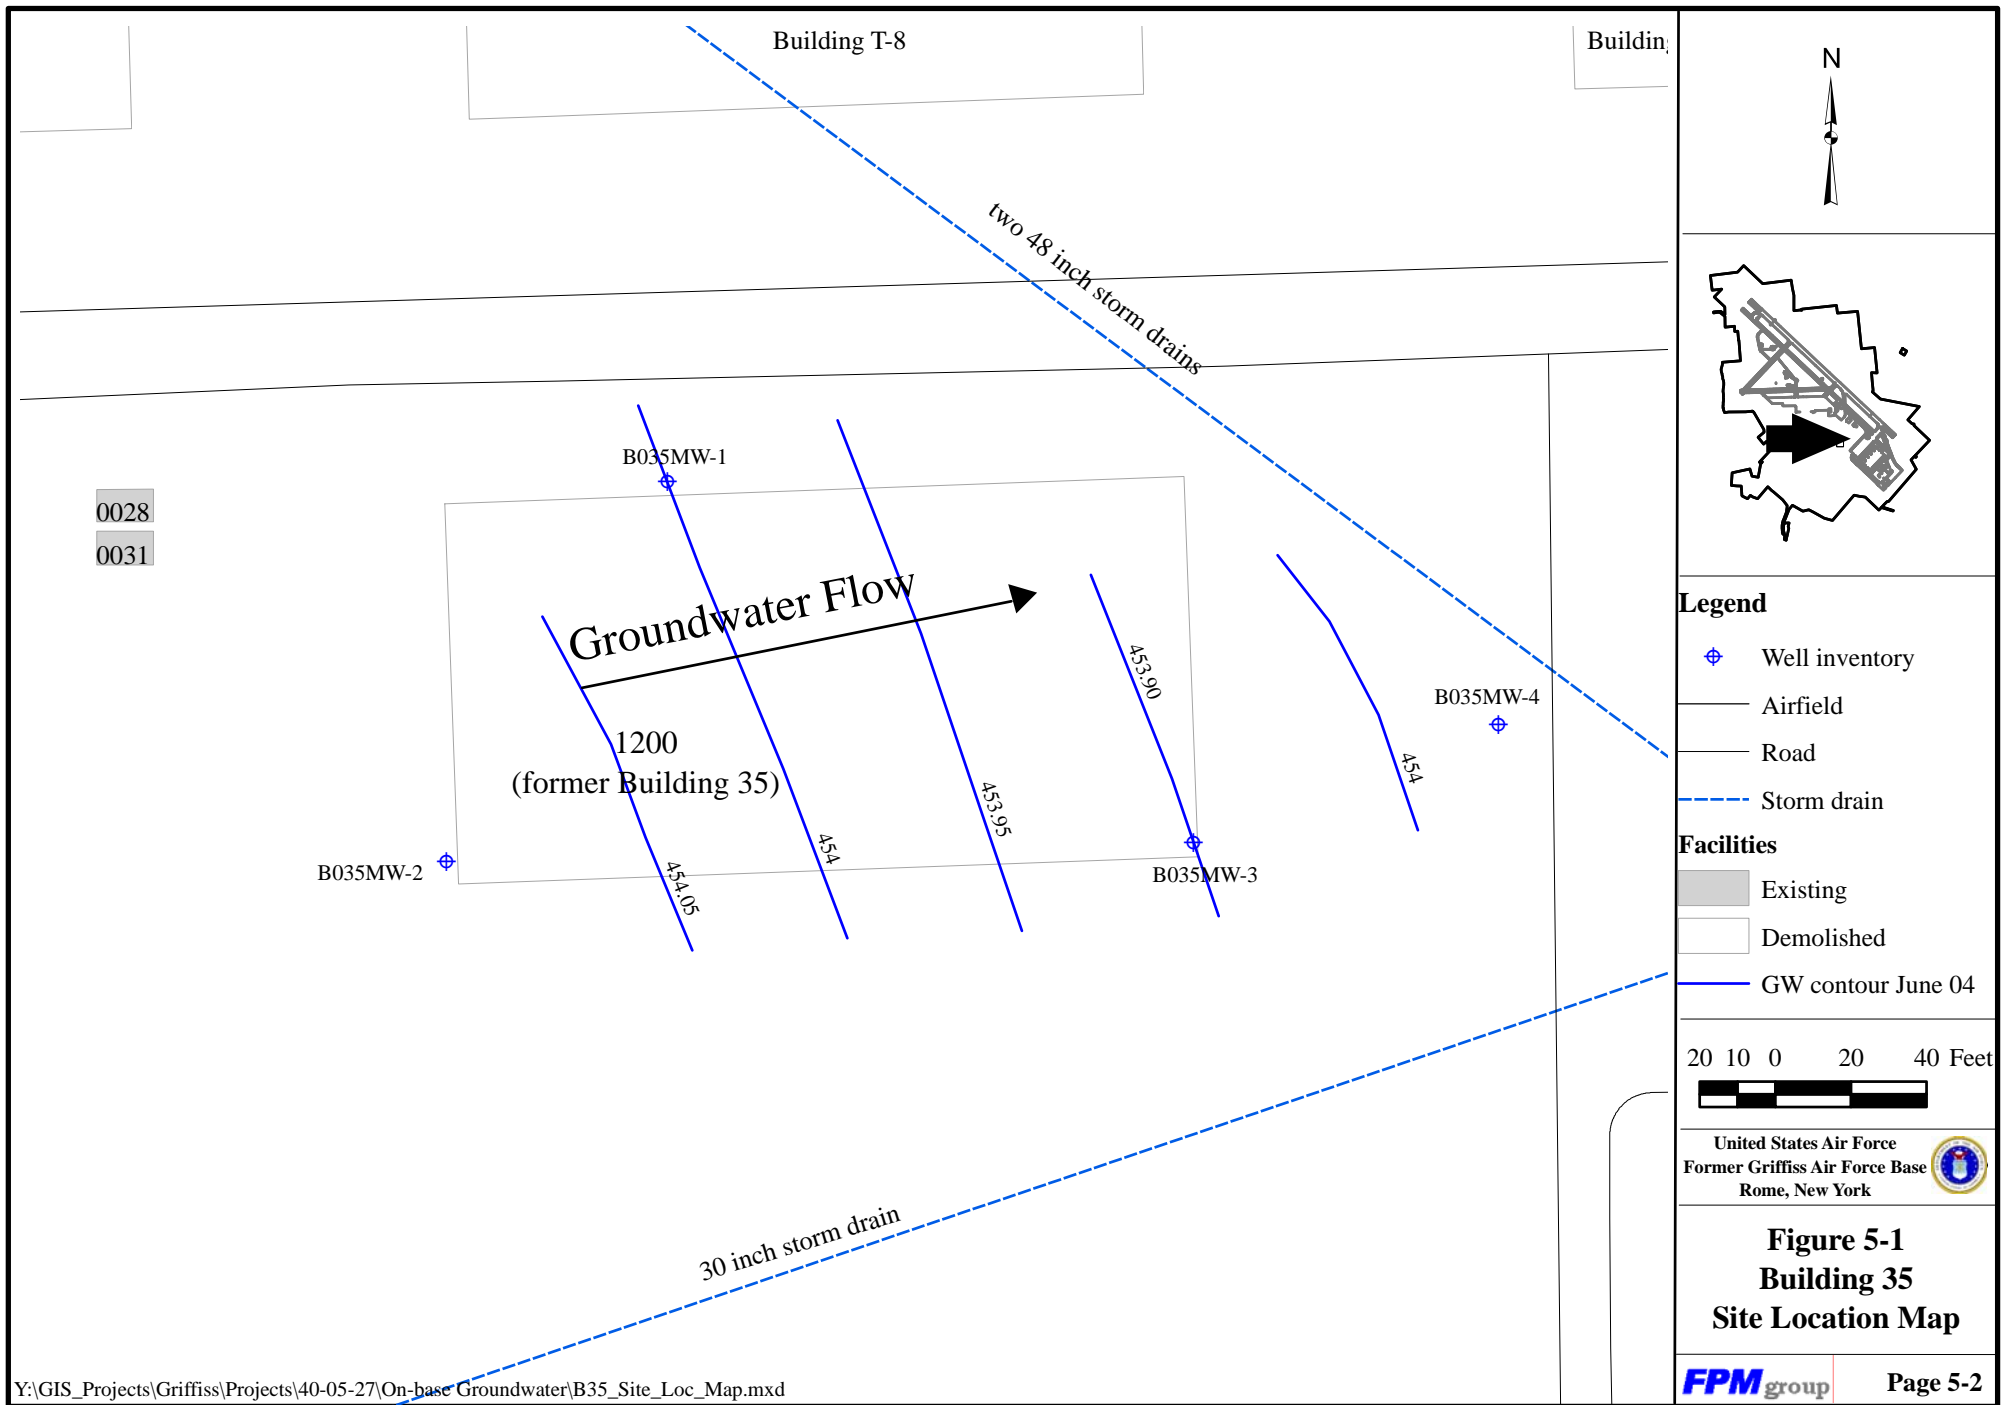 Building T-8
Building
two 48 inch storm drains
B035MW-1
0028
0031
Groundwater Flow
453.90
B035MW-4
1200
(former Building 35)
454
453.95
454
B035MW-2
454.05
B035MW-3
30 inch storm drain
Y:\GIS_Projects\Griffiss\Projects\40-05-27\On-base Groundwater\B35_Site_Loc_Map.mxd
N
Legend
Well inventory
Airfield
Road
Storm drain
Facilities
Existing
Demolished
GW contour June 04
20 10 0 20 40 Feet
United States Air Force
Former Griffiss Air Force Base
Rome, New York
Figure 5-1
Building 35
Site Location Map
FPM group
Page 5-2